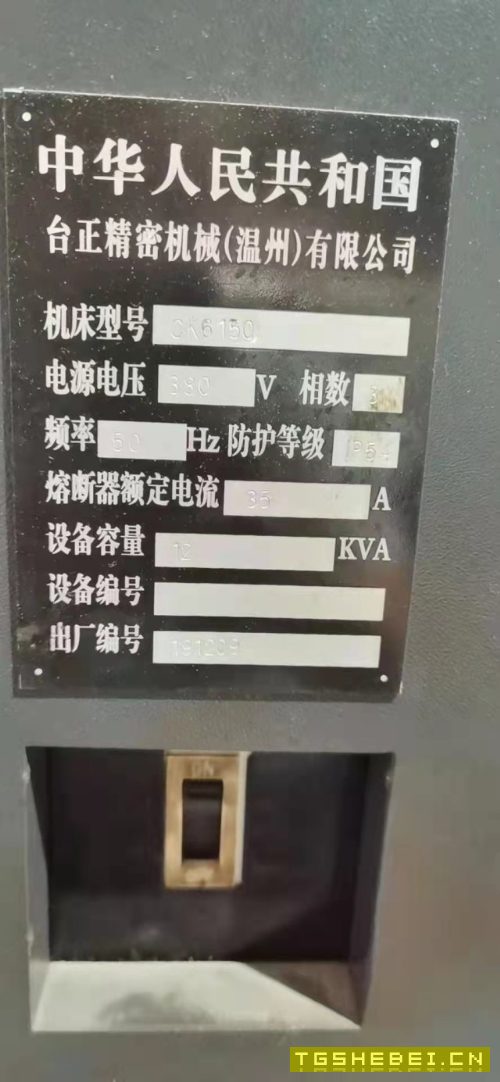 中华人民共和国
台正精密机械(温州)有限公司
机床型号 CK6150
电源电压 380 V 相数 3
频率 50 Hz 防护等级 IP54
熔断器额定电流 35 A
设备容量 12 KVA
设备编号
出厂编号 191209
ON
TGSHEBEI.CN